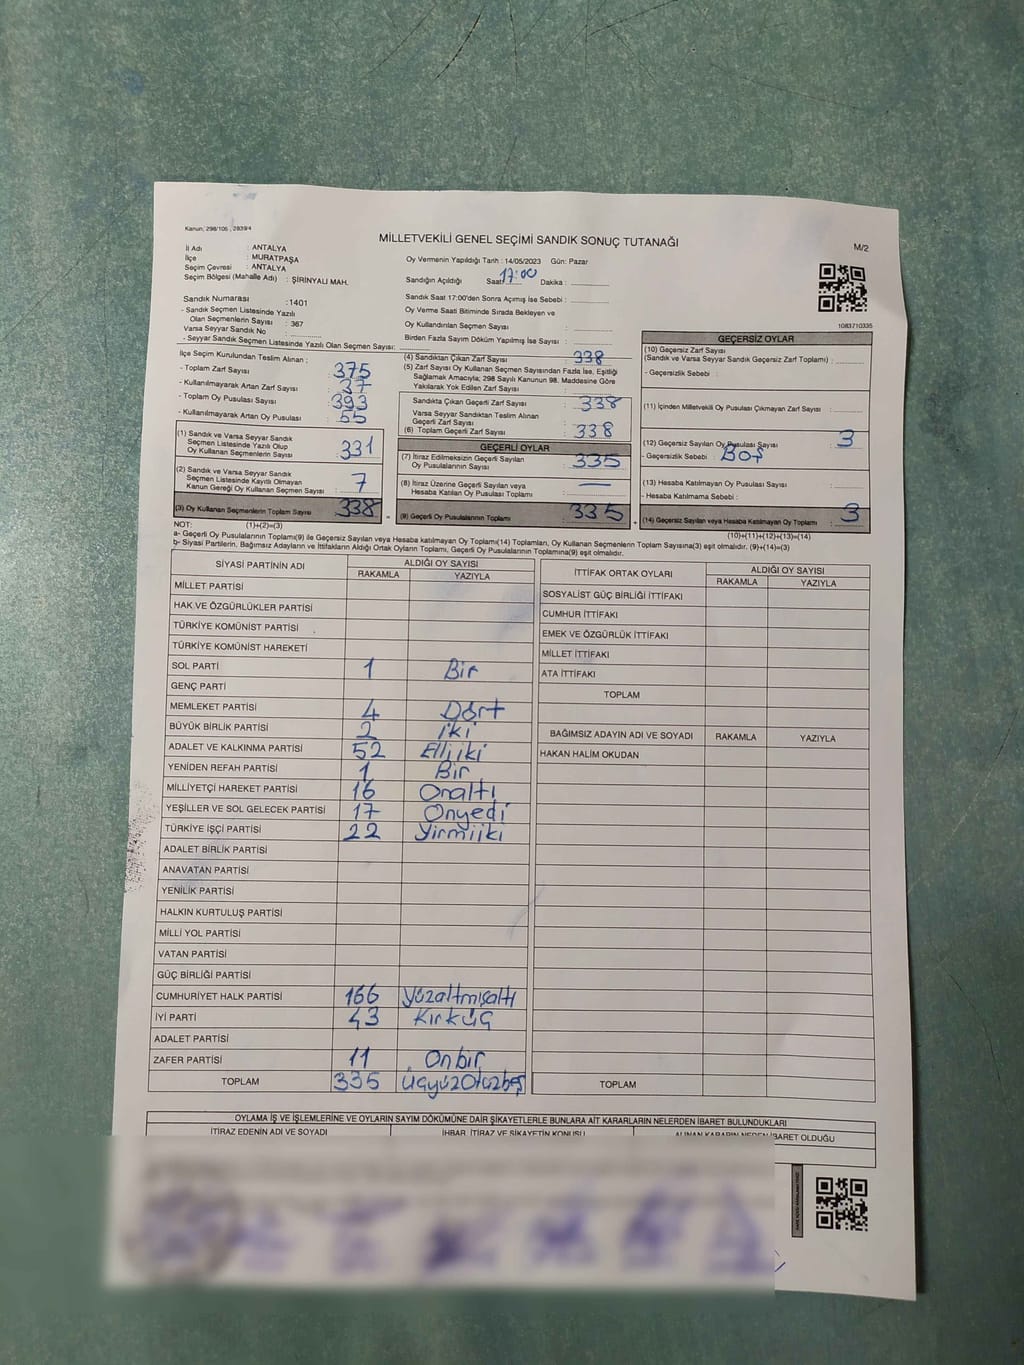 Kanun, 298/105 , 2839/4
MİLLETVEKİLİ GENEL SEÇİMİ SANDIK SONUÇ TUTANAĞI
M/2
İl Adı : ANTALYA
İlçe : MURATPAŞA
Seçim Çevresi : ANTALYA
Seçim Bölgesi (Mahalle Adı) : ŞİRİNYALI MAH.
Oy Vermenin Yapıldığı Tarih : 14/05/2023 Gün: Pazar
Sandığın Açıldığı Saat 17:00 Dakika :
Sandık Numarası : 1401
- Sandık Seçmen Listesinde Yazılı
Olan Seçmenlerin Sayısı : 367
Varsa Seyyar Sandık No :
- Seyyar Sandık Listesinde Yazılı Olan Seçmen Sayısı:
Sandık Saat 17:00'den Sonra Açımış İse Sebebi :
Oy Verme Saati Bitiminde Sırada Bekleyen ve
Oy Kullandırılan Seçmen Sayısı :
Birden Fazla Sayım Döküm Yapılmış İse Sayısı :
1083710335
İlçe Seçim Kurulundan Teslim Alınan :
- Toplam Zarf Sayısı : 375
- Kullanılmayarak Artan Zarf Sayısı : 37
- Toplam Oy Pusulası Sayısı : 393
- Kullanılmayarak Artan Oy Pusulası : 55
(1) Sandık ve Varsa Seyyar Sandık
Seçmen Listesinde Yazılı Olup
Oy Kullanan Seçmenlerin Sayısı : 331
(2) Sandık ve Varsa Seyyar Sandık
Seçmen Listesinde Kayıtlı Olmayan
Kanun Gereği Oy Kullanan Seçmen Sayısı : 7
(3) Oy Kullanan Seçmenlerin Toplam Sayısı : 338
(4) Sandıktan Çıkan Zarf Sayısı : 338
(5) Zarf Sayısı Oy Kullanan Seçmen Sayısından Fazla İse, Eşitliği
Sağlamak Amacıyla; 298 Sayılı Kanunun 98. Maddesine Göre
Yakılarak Yok Edilen Zarf Sayısı :
Sandıkta Çıkan Geçerli Zarf Sayısı : 338
Varsa Seyyar Sandıktan Teslim Alınan
Geçerli Zarf Sayısı :
(6) Toplam Geçerli Zarf Sayısı : 338
GEÇERLİ OYLAR
(7) İtiraz Edilmeksizin Geçerli Sayılan
Oy Pusulalarının Sayısı : 335
(8) İtiraz Üzerine Geçerli Sayılan veya
Hesaba Katılan Oy Pusulası Toplamı : —
(9) Geçerli Oy Pusulalarının Toplamı : 335
GEÇERSİZ OYLAR
(10) Geçersiz Zarf Sayısı
(Sandık ve Varsa Seyyar Sandık Geçersiz Zarf Toplamı) :
- Geçersizlik Sebebi :
(11) İçinden Milletvekili Oy Pusulası Çıkmayan Zarf Sayısı :
(12) Geçersiz Sayılan Oy Pusulası Sayısı : 3
- Geçersizlik Sebebi : Boş
(13) Hesaba Katılmayan Oy Pusulası Sayısı :
- Hesaba Katılmama Sebebi :
(14) Geçersiz Sayılan veya Hesaba Katılmayan Oy Toplamı : 3
NOT: (1)+(2)=(3)
(10)+(11)+(12)+(13)=(14)
a- Geçerli Oy Pusulalarının Toplamı(9) ile Geçersiz Sayılan veya Hesaba Katılmayan Oy Toplamı(14) Toplamları, Oy Kullanan Seçmenlerin Toplam Sayısına(3) eşit olmalıdır. (9)+(14)=(3)
b- Siyasi Partilerin, Bağımsız Adayların ve İttifakların Aldığı Ortak Oyların Toplamı, Geçerli Oy Pusulalarının Toplamına(9) eşit olmalıdır.
SİYASİ PARTİNİN ADI ALDIĞI OY SAYISI
RAKAMLA YAZIYLA
MİLLET PARTİSİ
HAK VE ÖZGÜRLÜKLER PARTİSİ
TÜRKİYE KOMÜNİST PARTİSİ
TÜRKİYE KOMÜNİST HAREKETİ
SOL PARTİ 1 Bir
GENÇ PARTİ
MEMLEKET PARTİSİ 4 Dört
BÜYÜK BİRLİK PARTİSİ 2 iki
ADALET VE KALKINMA PARTİSİ 52 Elliiki
YENİDEN REFAH PARTİSİ 1 Bir
MİLLİYETÇİ HAREKET PARTİSİ 16 Onaltı
YEŞİLLER VE SOL GELECEK PARTİSİ 17 Onyedi
TÜRKİYE İŞÇİ PARTİSİ 22 Yirmiiki
ADALET BİRLİK PARTİSİ
ANAVATAN PARTİSİ
YENİLİK PARTİSİ
HALKIN KURTULUŞ PARTİSİ
MİLLİ YOL PARTİSİ
VATAN PARTİSİ
GÜÇ BİRLİĞİ PARTİSİ
CUMHURİYET HALK PARTİSİ 166 Yüzaltmışaltı
İYİ PARTİ 43 Kırküç
ADALET PARTİSİ
ZAFER PARTİSİ 11 Onbir
TOPLAM 335 ÜçyüzOtuzbeş
İTTİFAK ORTAK OYLARI ALDIĞI OY SAYISI
RAKAMLA YAZIYLA
SOSYALİST GÜÇ BİRLİĞİ İTTİFAKI
CUMHUR İTTİFAKI
EMEK VE ÖZGÜRLÜK İTTİFAKI
MİLLET İTTİFAKI
ATA İTTİFAKI
TOPLAM
BAĞIMSIZ ADAYIN ADI VE SOYADI RAKAMLA YAZIYLA
HAKAN HALİM OKUDAN
TOPLAM
OYLAMA İŞ VE İŞLEMLERİNE VE OYLARIN SAYIM DÖKÜMÜNE DAİR ŞİKAYETLERLE BUNLARA AİT KARARLARIN NELERDEN İBARET BULUNDUKLARI
İTİRAZ EDENİN ADI VE SOYADI İHBAR, İTİRAZ VE ŞİKAYETİN KONUSU ALINAN KARARIN NEDEN İBARET OLDUĞU